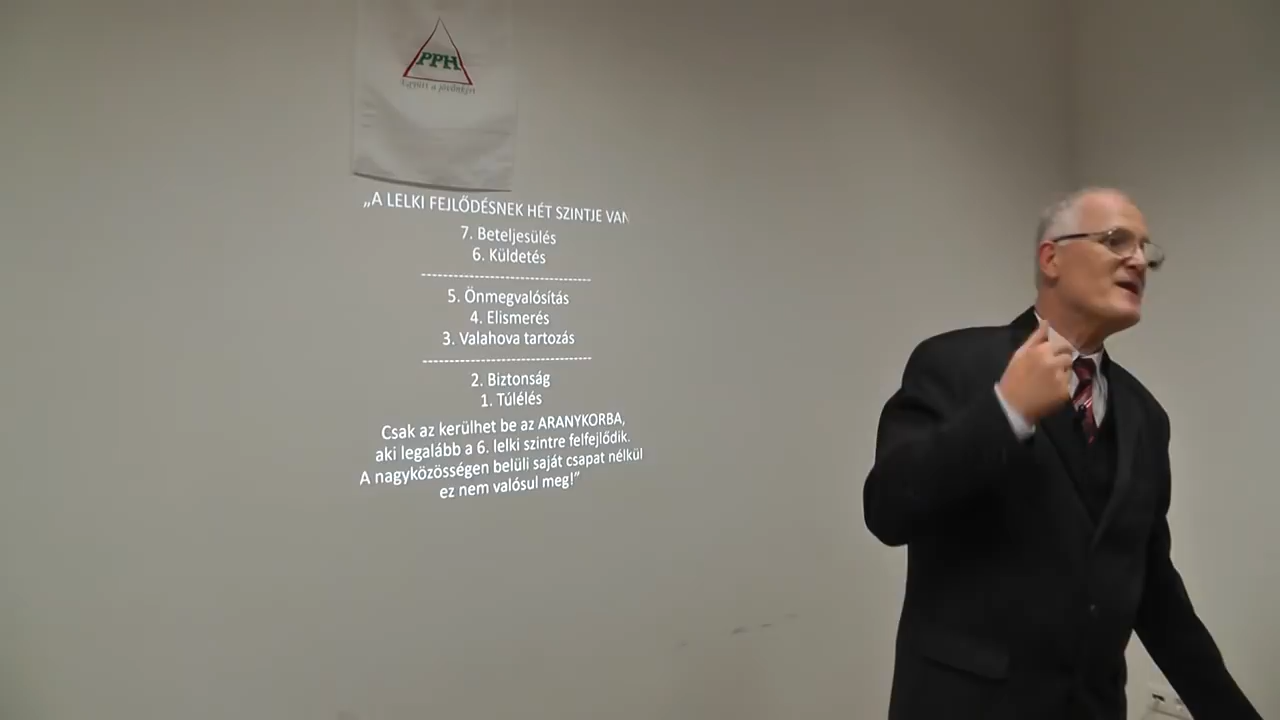 PPH
Együtt a jövőnkért
„A LELKI FEJLŐDÉSNEK HÉT SZINTJE VAN
7. Beteljesülés
6. Küldetés
5. Önmegvalósítás
4. Elismerés
3. Valahova tartozás
2. Biztonság
1. Túlélés
Csak az kerülhet be az ARANYKORBA,
aki legalább a 6. lelki szintre felfejlődik.
A nagyközösségen belüli saját csapat nélkül
ez nem valósul meg!”